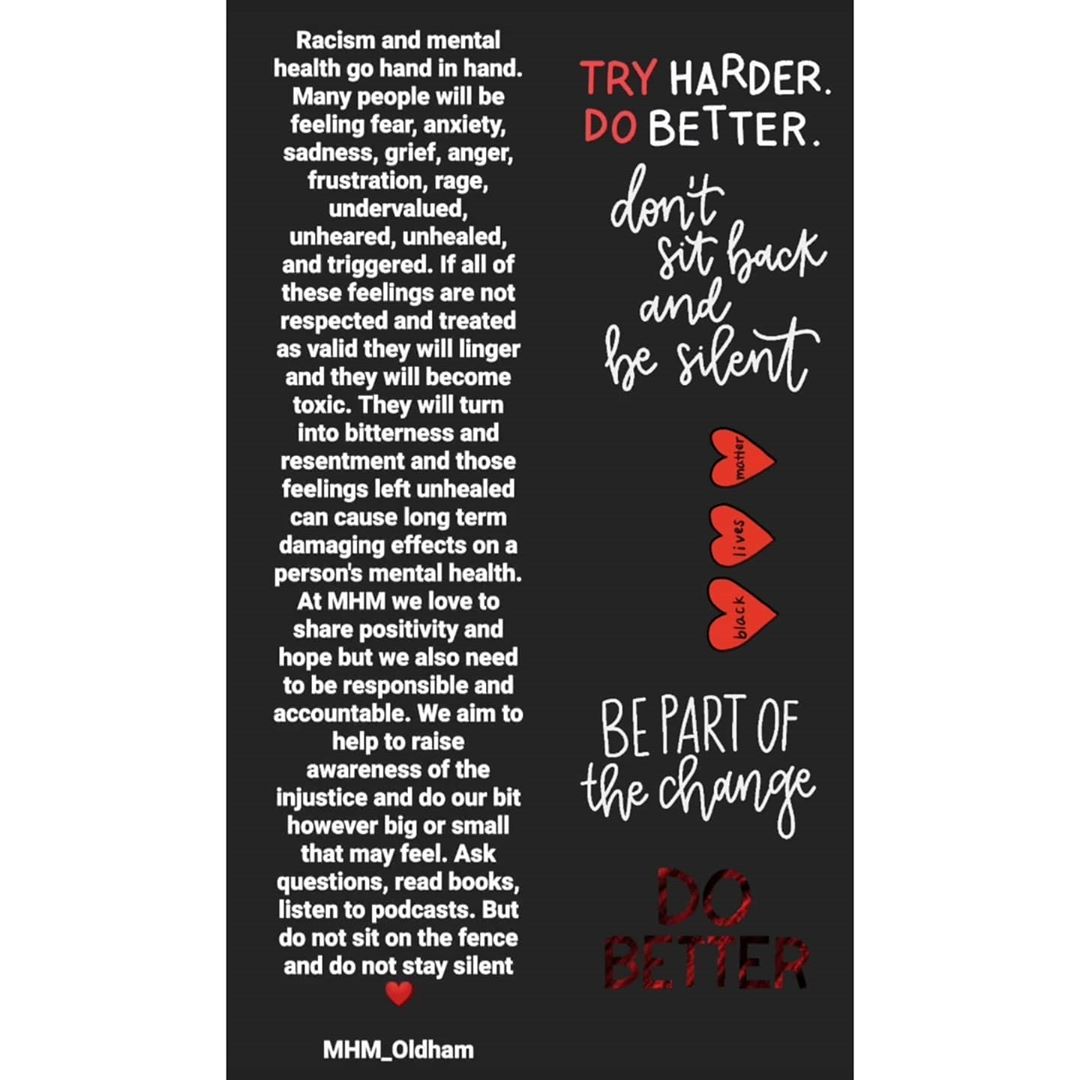 Racism and mental
health go hand in hand.
Many people will be
feeling fear, anxiety,
sadness, grief, anger,
frustration, rage,
undervalued,
unheared, unhealed,
and triggered. If all of
these feelings are not
respected and treated
as valid they will linger
and they will become
toxic. They will turn
into bitterness and
resentment and those
feelings left unhealed
can cause long term
damaging effects on a
person's mental health.
At MHM we love to
share positivity and
hope but we also need
to be responsible and
accountable. We aim to
help to raise
awareness of the
injustice and do our bit
however big or small
that may feel. Ask
questions, read books,
listen to podcasts. But
do not sit on the fence
and do not stay silent
MHM_Oldham
TRY HARDER.
DO BETTER.
don't
sit back
and
be silent
black
lives
matter
BE PART OF
the change
DO
BETTER